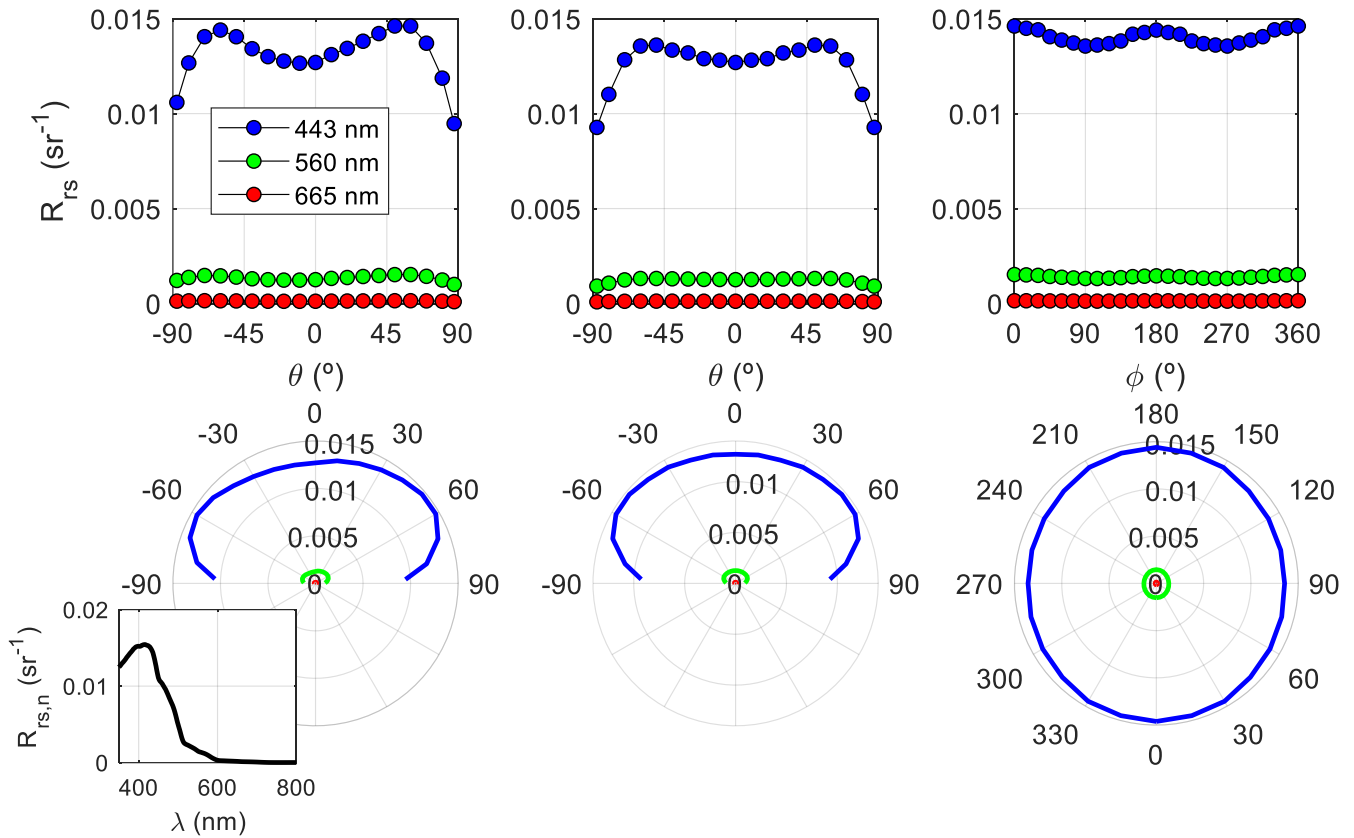 0.015 0.015 0.015
0.01 0.01 0.01
443 nm
560 nm
665 nm
R_rs (sr^-1)
0.005 0.005 0.005
0 0 0
-90 -45 0 45 90 -90 -45 0 45 90 0 90 180 270 360
θ (º) θ (º) ϕ (º)
0 0 180
-30 0.015 30 -30 30 210 0.015 150
-60 0.01 60 -60 0.01 60 240 0.01 120
0.005 0.005 0.005
-90 0 90 -90 0 90 270 0 90
0.02
300 60
R_rs,n (sr^-1)
0.01
330 30
0 0
400 600 800
λ (nm)